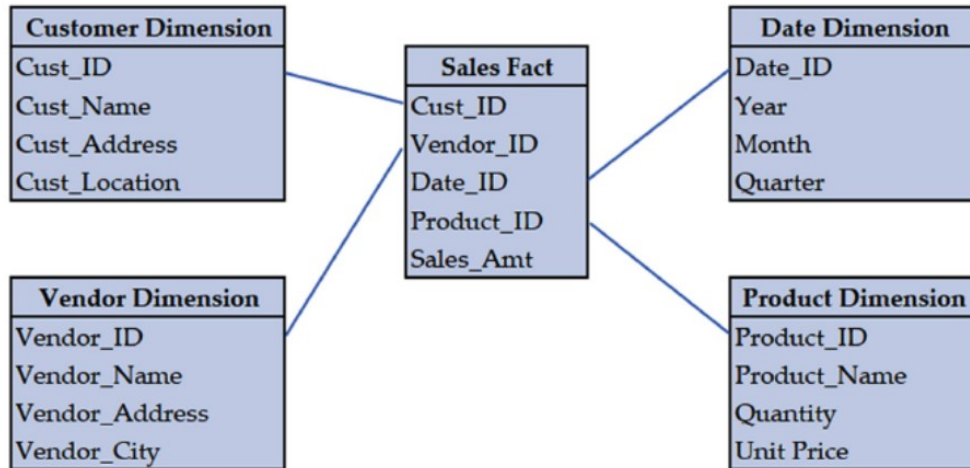 Customer Dimension
Cust_ID
Cust_Name
Cust_Address
Cust_Location
Sales Fact
Cust_ID
Vendor_ID
Date_ID
Product_ID
Sales_Amt
Date Dimension
Date_ID
Year
Month
Quarter
Vendor Dimension
Vendor_ID
Vendor_Name
Vendor_Address
Vendor_City
Product Dimension
Product_ID
Product_Name
Quantity
Unit Price